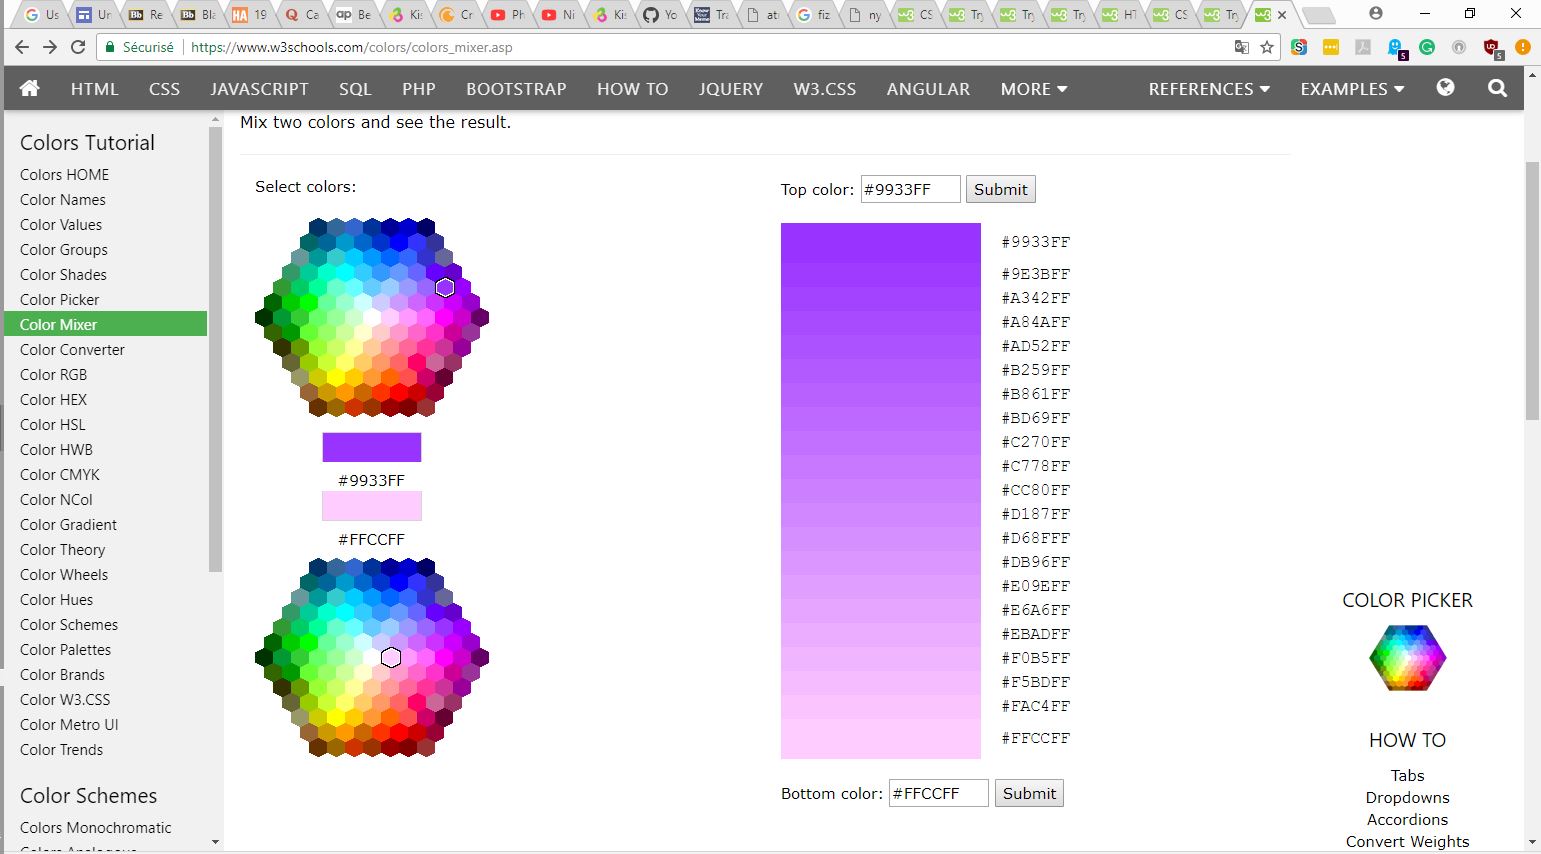 Us
Un
Re
Bla
19
Ca
Be
Kis
Cr
Ph
Ni
Kis
Yo
Tra
at
fiz
ny
CS
Try
Try
Try
HT
CS
Try
Sécurisé https://www.w3schools.com/colors/colors_mixer.asp
HTML CSS JAVASCRIPT SQL PHP BOOTSTRAP HOW TO JQUERY W3.CSS ANGULAR MORE REFERENCES EXAMPLES
Colors Tutorial
Colors HOME
Color Names
Color Values
Color Groups
Color Shades
Color Picker
Color Mixer
Color Converter
Color RGB
Color HEX
Color HSL
Color HWB
Color CMYK
Color NCol
Color Gradient
Color Theory
Color Wheels
Color Hues
Color Schemes
Color Palettes
Color Brands
Color W3.CSS
Color Metro UI
Color Trends
Color Schemes
Colors Monochromatic
Colors Analogous
Mix two colors and see the result.
Select colors:
#9933FF
#FFCCFF
Top color: #9933FF Submit
#9933FF
#9E3BFF
#A342FF
#A84AFF
#AD52FF
#B259FF
#B861FF
#BD69FF
#C270FF
#C778FF
#CC80FF
#D187FF
#D68FFF
#DB96FF
#E09EFF
#E6A6FF
#EBADFF
#F0B5FF
#F5BDFF
#FAC4FF
#FFCCFF
Bottom color: #FFCCFF Submit
COLOR PICKER
HOW TO
Tabs
Dropdowns
Accordions
Convert Weights